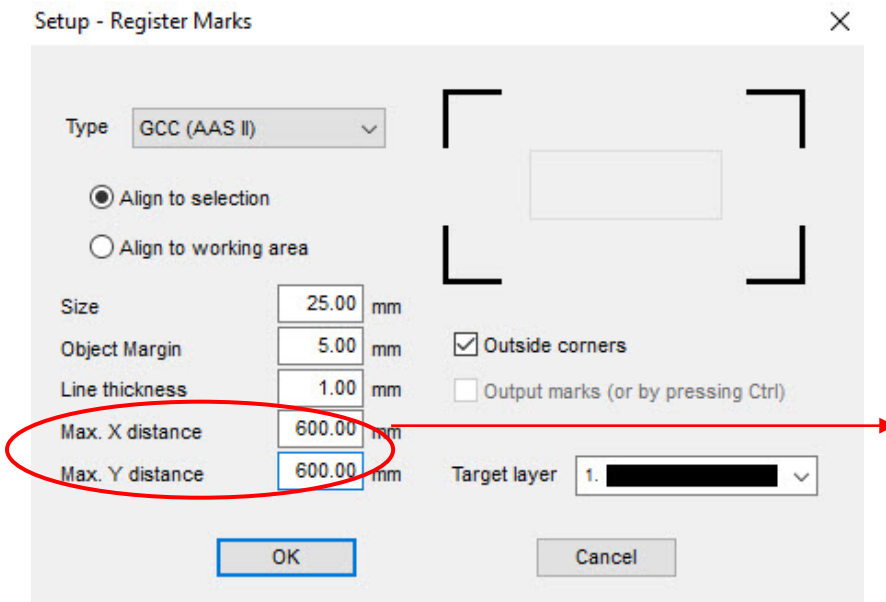 Setup - Register Marks
Type GCC (AAS II)
Align to selection
Align to working area
Size 25.00 mm
Object Margin 5.00 mm
Line thickness 1.00 mm
Max. X distance 600.00 mm
Max. Y distance 600.00 mm
Outside corners
Output marks (or by pressing Ctrl)
Target layer 1.
OK Cancel